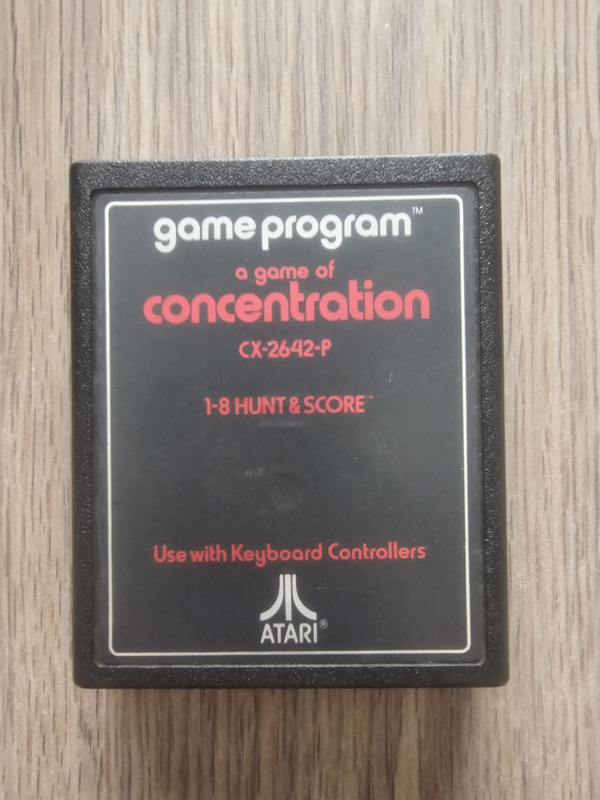 game program™
a game of
concentration
CX-2642-P
1-8 HUNT & SCORE™
Use with Keyboard Controllers
ATARI®